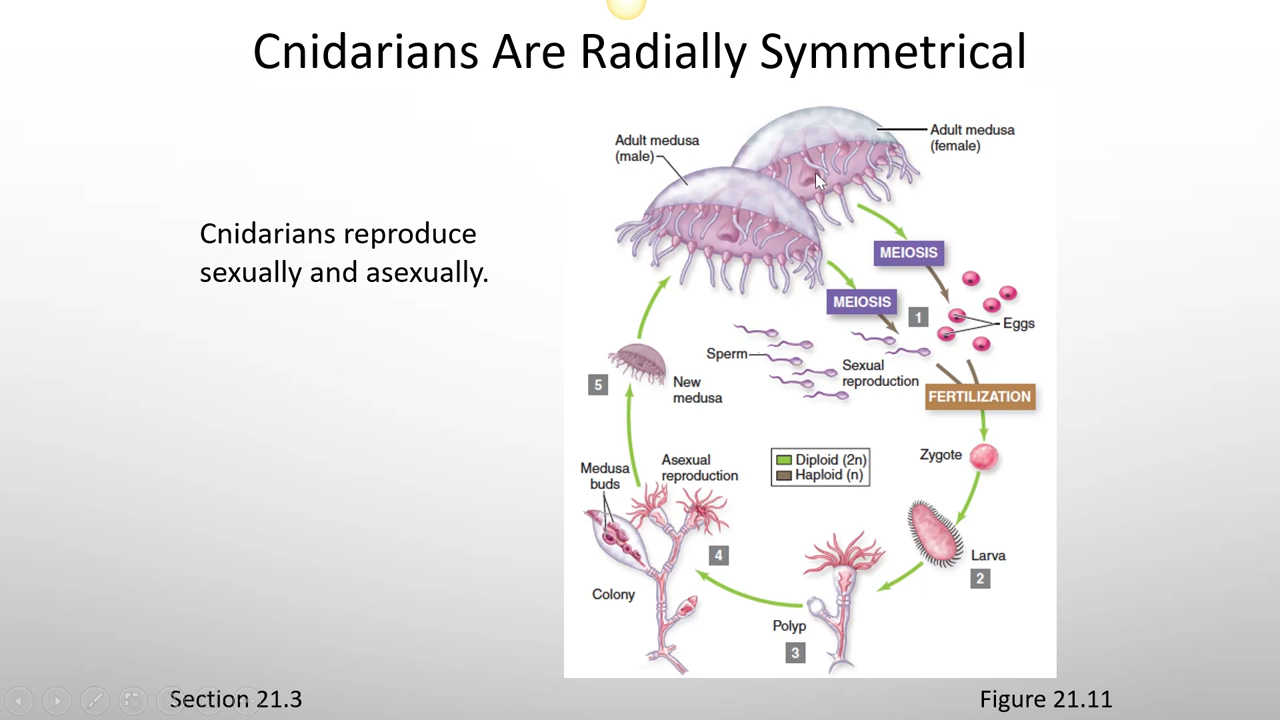 Cnidarians Are Radially Symmetrical
Cnidarians reproduce
sexually and asexually.
Adult medusa
(male)
Adult medusa
(female)
MEIOSIS
MEIOSIS
1
Eggs
Sperm
Sexual
reproduction
FERTILIZATION
Zygote
Larva
2
Polyp
3
4
Colony
Medusa
buds
Asexual
reproduction
5
New
medusa
Diploid (2n)
Haploid (n)
Section 21.3
Figure 21.11